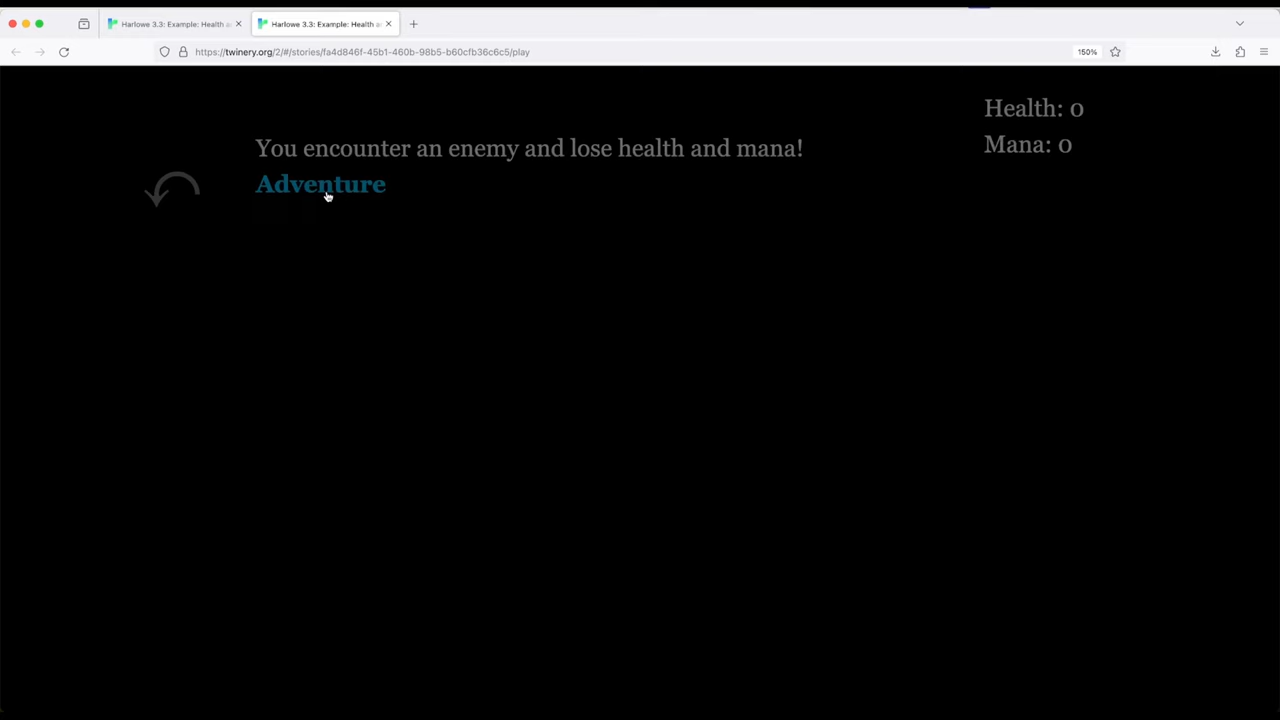 Harlowe 3.3: Example: Health a
Harlowe 3.3: Example: Health a
https://twinery.org/2/#/stories/fa4d846f-45b1-460b-98b5-b60cfb36c6c5/play
150%
Health: 0
Mana: 0
You encounter an enemy and lose health and mana!
Adventure